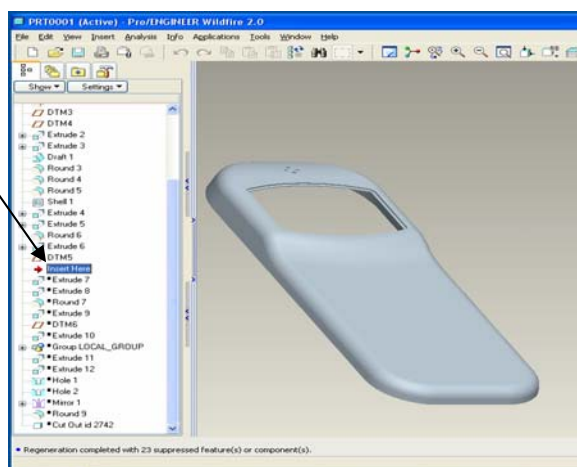 PRT0001 (Active) - Pro/ENGINEER Wildfire 2.0
File Edit View Insert Analysis Info Applications Tools Window Help
Show Settings
DTM3
DTM4
Extrude 2
Extrude 3
Draft 1
Round 3
Round 4
Round 5
Shell 1
Extrude 4
Extrude 5
Round 6
Extrude 6
DTM5
Insert Here
Extrude 7
Extrude 8
Round 7
Extrude 9
DTM6
Extrude 10
Group LOCAL_GROUP
Extrude 11
Extrude 12
Hole 1
Hole 2
Mirror 1
Round 9
Cut Out id 2742
• Regeneration completed with 23 suppressed feature(s) or component(s).